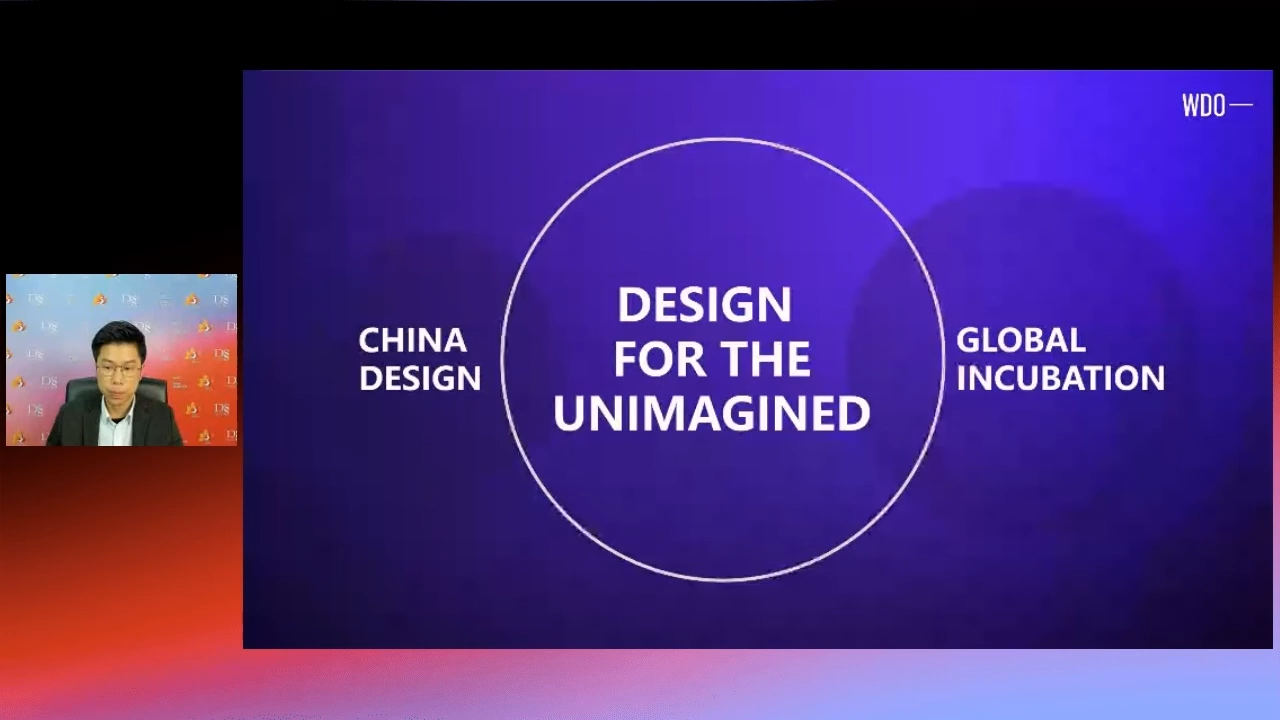 WDO
CHINA
DESIGN
DESIGN
FOR THE
UNIMAGINED
GLOBAL
INCUBATION